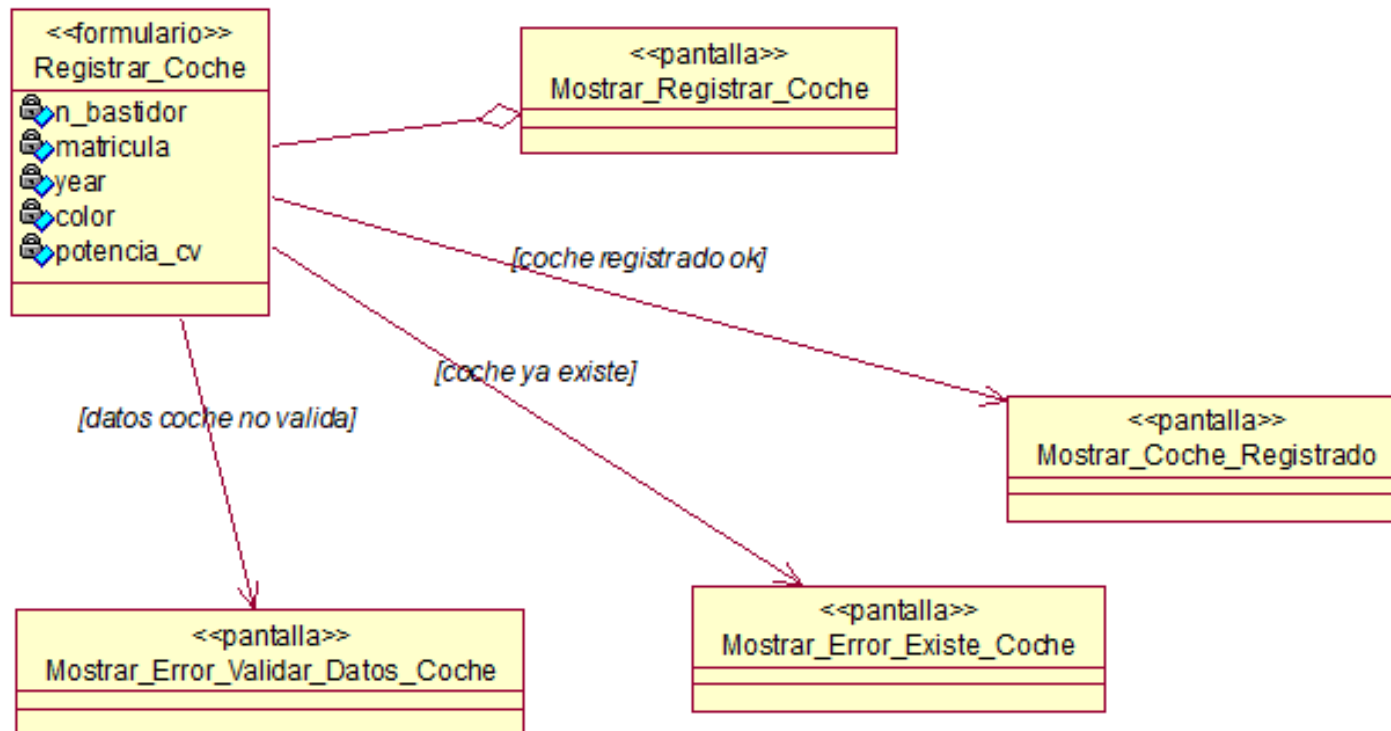 <<formulario>>
Registrar_Coche
n_bastidor
matricula
year
color
potencia_cv
<<pantalla>>
Mostrar_Registrar_Coche
[coche registrado ok]
[coche ya existe]
[datos coche no valida]
<<pantalla>>
Mostrar_Coche_Registrado
<<pantalla>>
Mostrar_Error_Existe_Coche
<<pantalla>>
Mostrar_Error_Validar_Datos_Coche